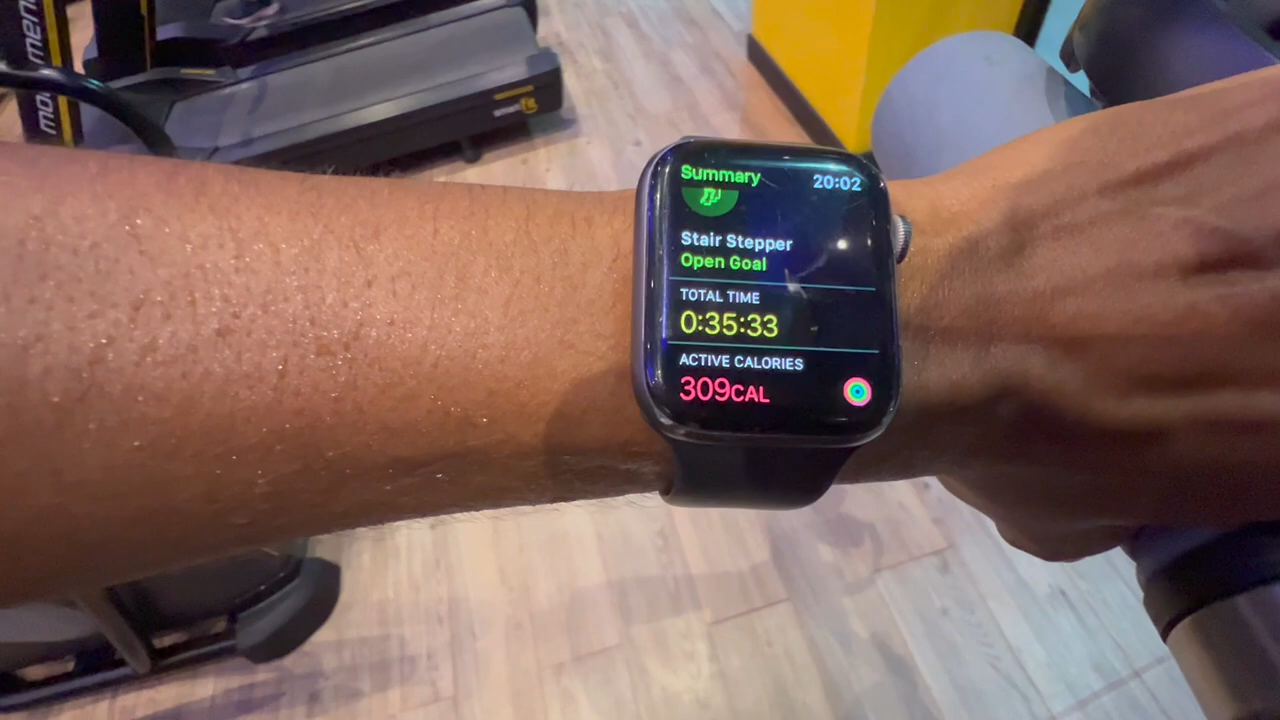 Summary
20:02
Stair Stepper
Open Goal
TOTAL TIME
0:35:33
ACTIVE CALORIES
309CAL